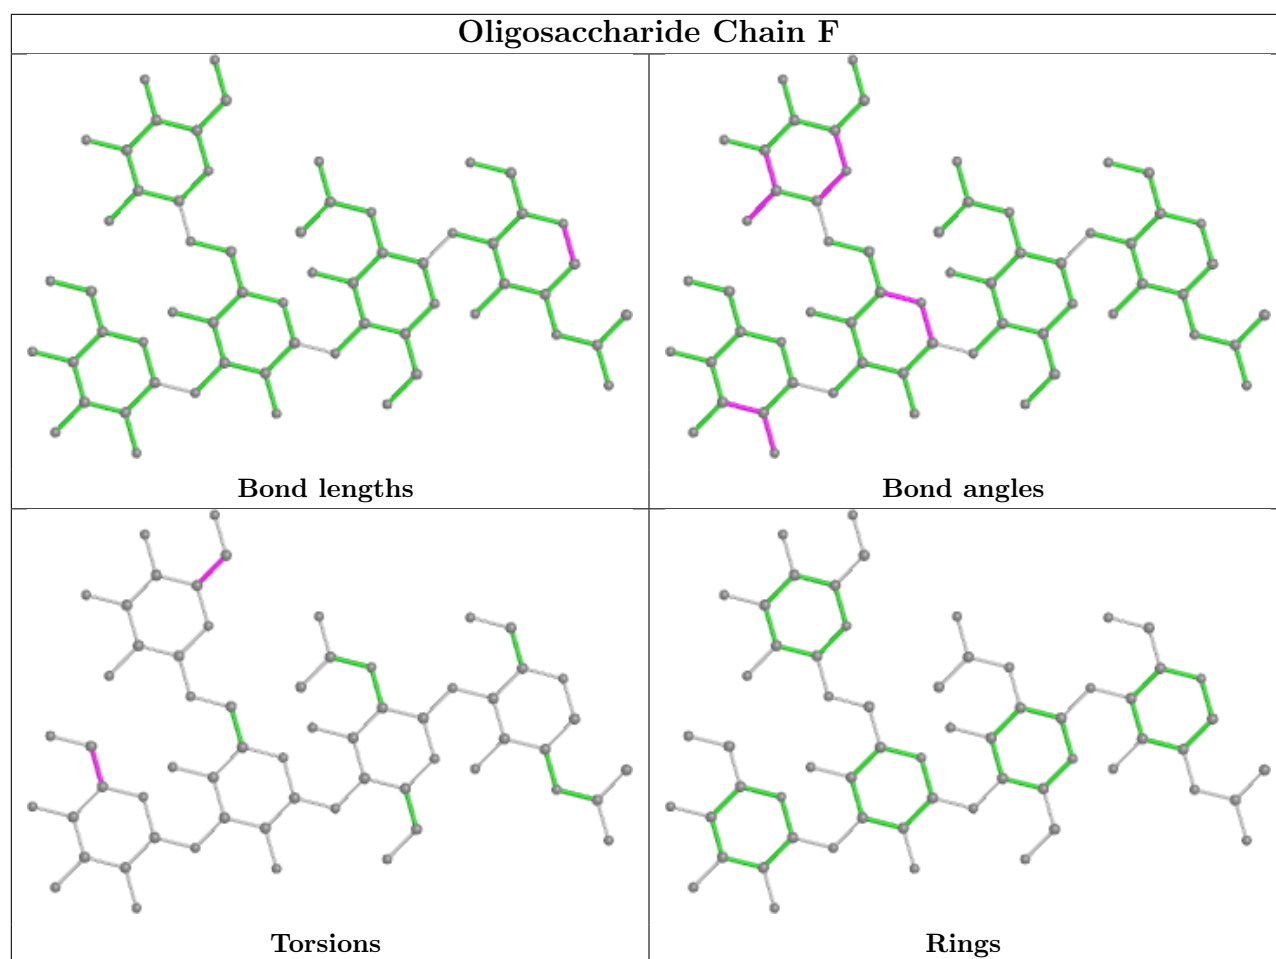 Oligosaccharide Chain F
Bond lengths
Bond angles
Torsions
Rings